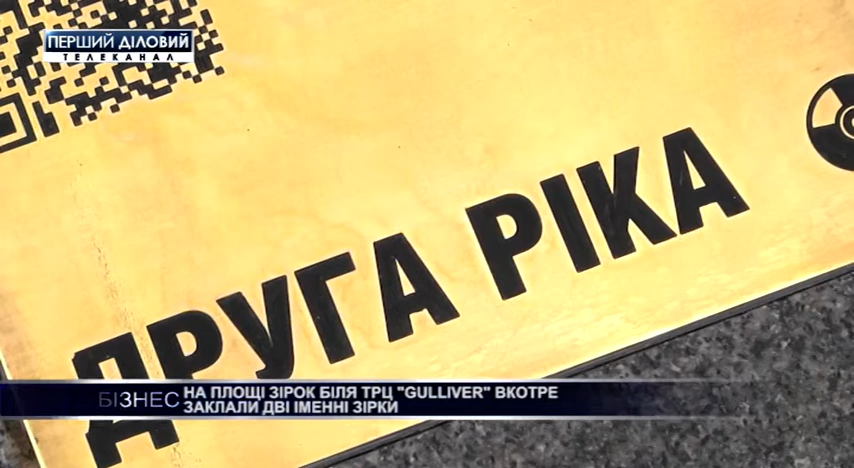 ПЕРШИЙ ДІЛОВИЙ
ТЕЛЕКАНАЛ
ДРУГА РІКА
БІЗНЕС
НА ПЛОЩІ ЗІРОК БІЛЯ ТРЦ "GULLIVER" ВКОТРЕ
ЗАКЛАЛИ ДВІ ІМЕННІ ЗІРКИ